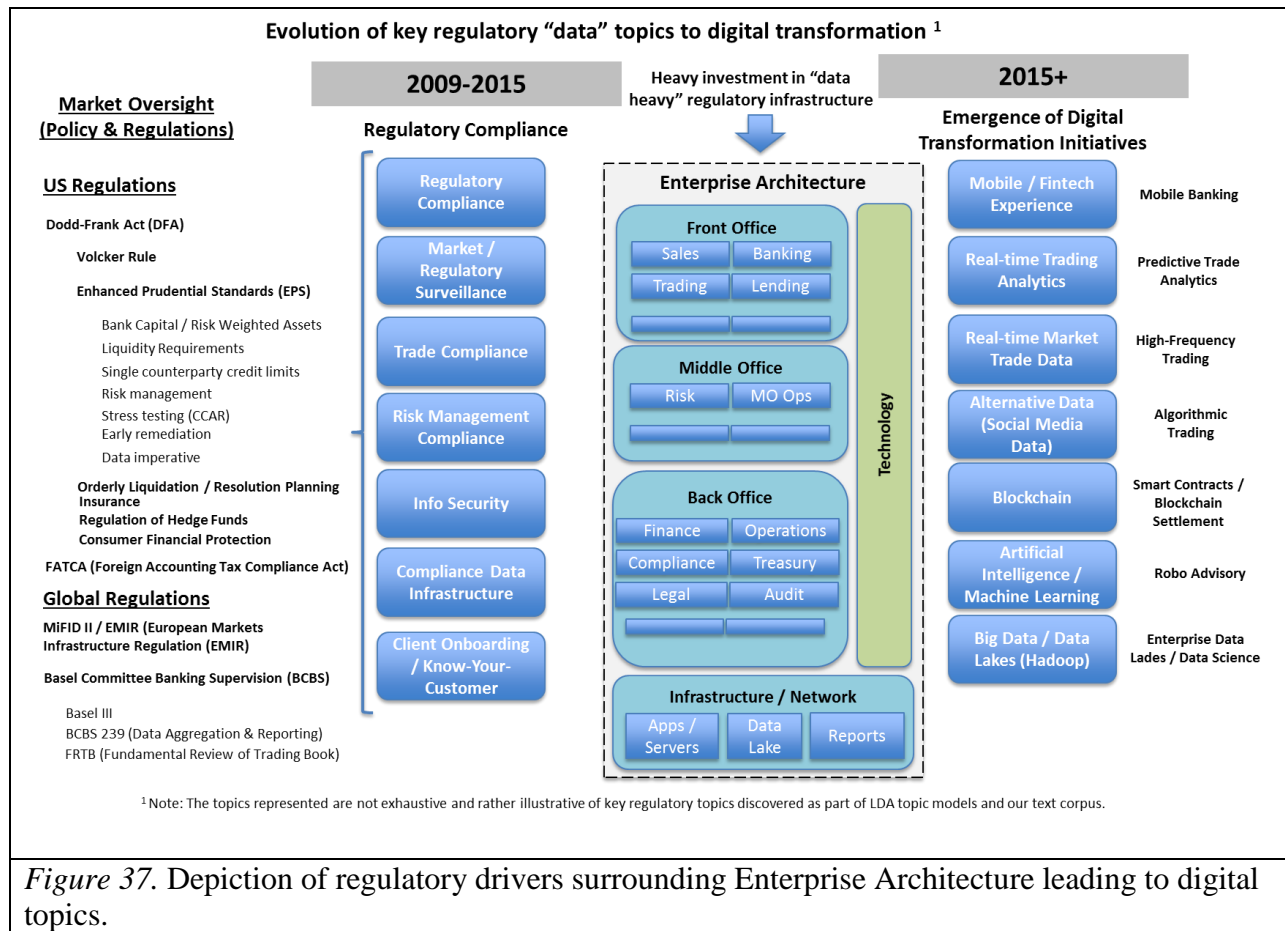 Evolution of key regulatory “data” topics to digital transformation 1
Market Oversight
(Policy & Regulations)
US Regulations
Dodd-Frank Act (DFA)
Volcker Rule
Enhanced Prudential Standards (EPS)
Bank Capital / Risk Weighted Assets
Liquidity Requirements
Single counterparty credit limits
Risk management
Stress testing (CCAR)
Early remediation
Data imperative
Orderly Liquidation / Resolution Planning
Insurance
Regulation of Hedge Funds
Consumer Financial Protection
FATCA (Foreign Accounting Tax Compliance Act)
Global Regulations
MiFID II / EMIR (European Markets
Infrastructure Regulation (EMIR)
Basel Committee Banking Supervision (BCBS)
Basel III
BCBS 239 (Data Aggregation & Reporting)
FRTB (Fundamental Review of Trading Book)
2009-2015
Regulatory Compliance
Regulatory
Compliance
Market /
Regulatory
Surveillance
Trade Compliance
Risk Management
Compliance
Info Security
Compliance Data
Infrastructure
Client Onboarding
/ Know-Your-
Customer
Heavy investment in “data
heavy” regulatory infrastructure
Enterprise Architecture
Front Office
Sales
Banking
Trading
Lending
Middle Office
Risk
MO Ops
Back Office
Finance
Operations
Compliance
Treasury
Legal
Audit
Technology
Infrastructure / Network
Apps /
Servers
Data
Lake
Reports
2015+
Emergence of Digital
Transformation Initiatives
Mobile / Fintech
Experience
Mobile Banking
Real-time Trading
Analytics
Predictive Trade
Analytics
Real-time Market
Trade Data
High-Frequency
Trading
Alternative Data
(Social Media
Data)
Algorithmic
Trading
Blockchain
Smart Contracts /
Blockchain
Settlement
Artificial
Intelligence /
Machine Learning
Robo Advisory
Big Data / Data
Lakes (Hadoop)
Enterprise Data
Lades / Data Science
1 Note: The topics represented are not exhaustive and rather illustrative of key regulatory topics discovered as part of LDA topic models and our text corpus.
Figure 37. Depiction of regulatory drivers surrounding Enterprise Architecture leading to digital
topics.